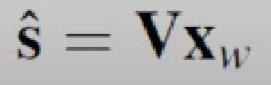 ŝ = Vx_w